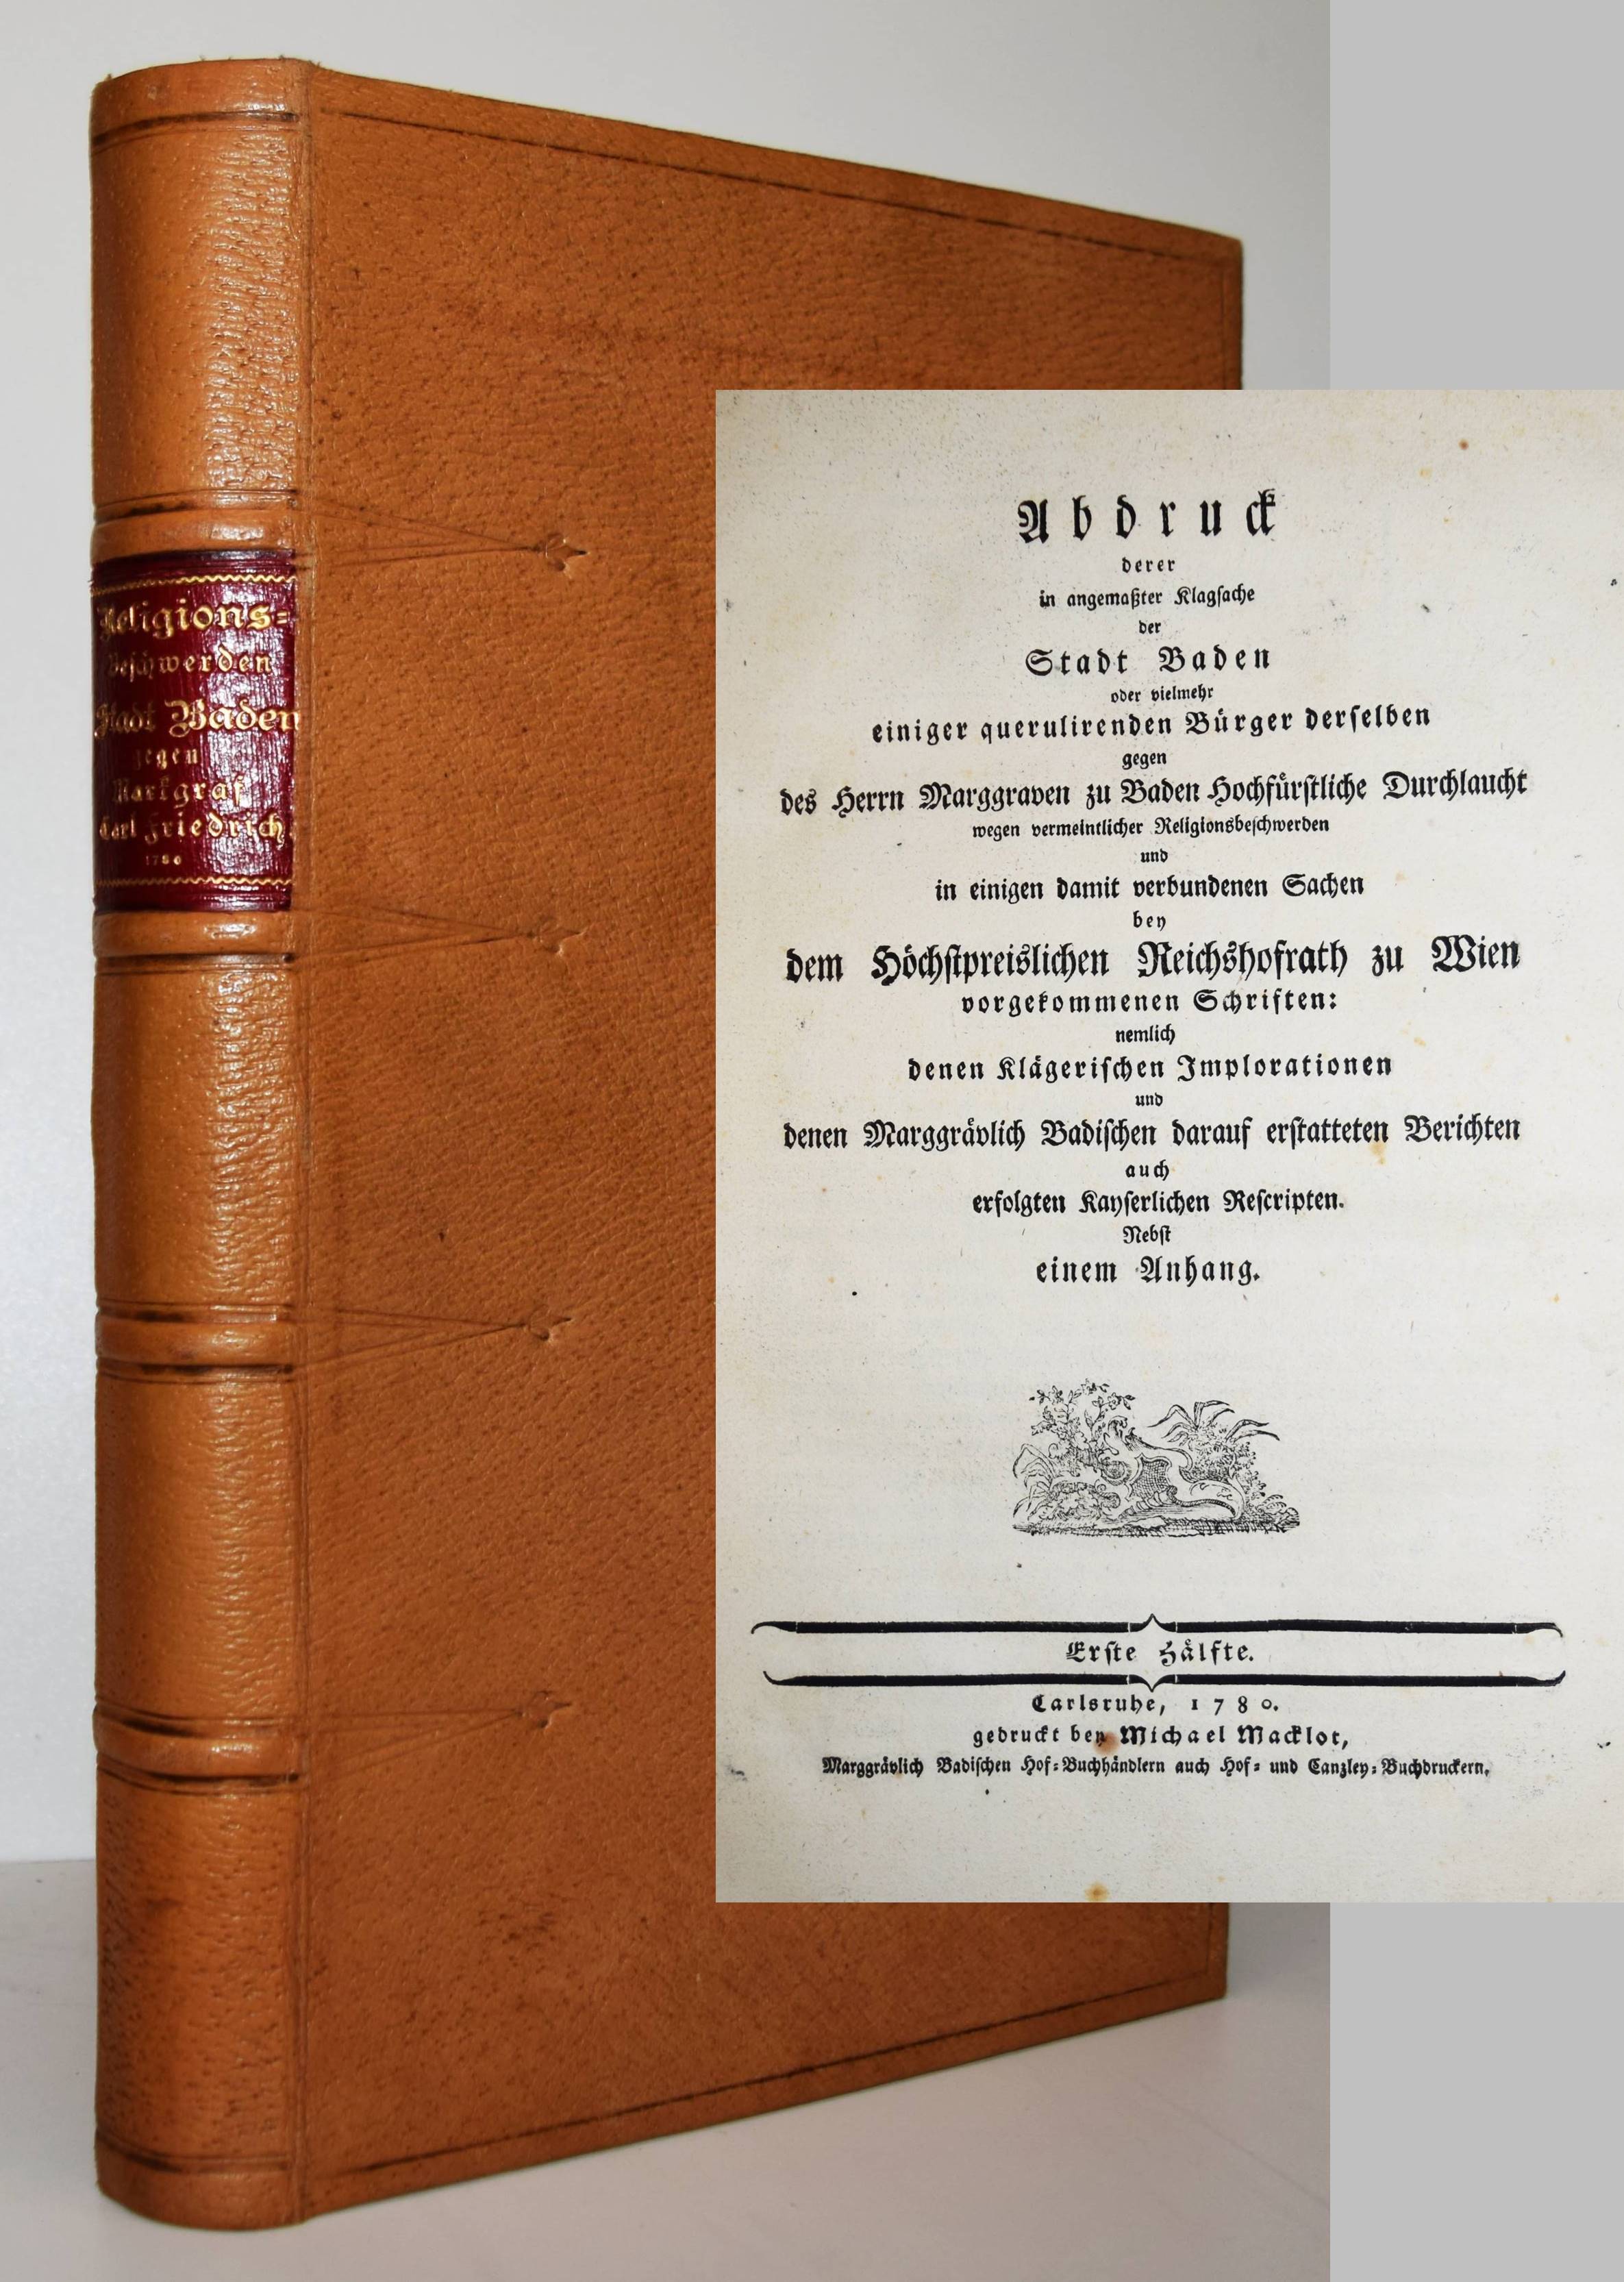 Religions=
Beschwerden
Stadt Baden
gegen
Markgraf
Carl Friedrich
1780
Abdruck
derer
in angemaßter Klagsache
der
Stadt Baden
oder vielmehr
einiger querulirenden Bürger derselben
gegen
des Herrn Marggraven zu Baden Hochfürstliche Durchlaucht
wegen vermeintlicher Religionsbeschwerden
und
in einigen damit verbundenen Sachen
bey
dem Höchstpreislichen Reichshofrath zu Wien
vorgekommenen Schriften:
nemlich
denen Klägerischen Implorationen
und
denen Marggrävlich Badischen darauf erstatteten Berichten
auch
erfolgten Kayserlichen Rescripten.
Nebst
einem Anhang.
Erste Hälfte.
Carlsruhe, 1780.
gedruckt bey Michael Macklot,
Marggrävlich Badischen Hof=Buchhändlern auch Hof= und Canzley=Buchdruckern.